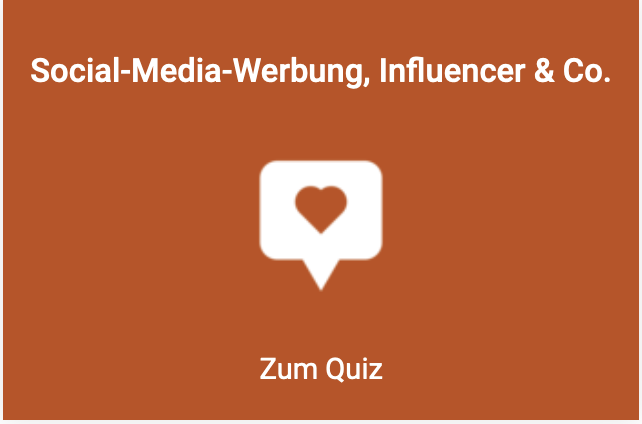 Social-Media-Werbung, Influencer & Co.
Zum Quiz